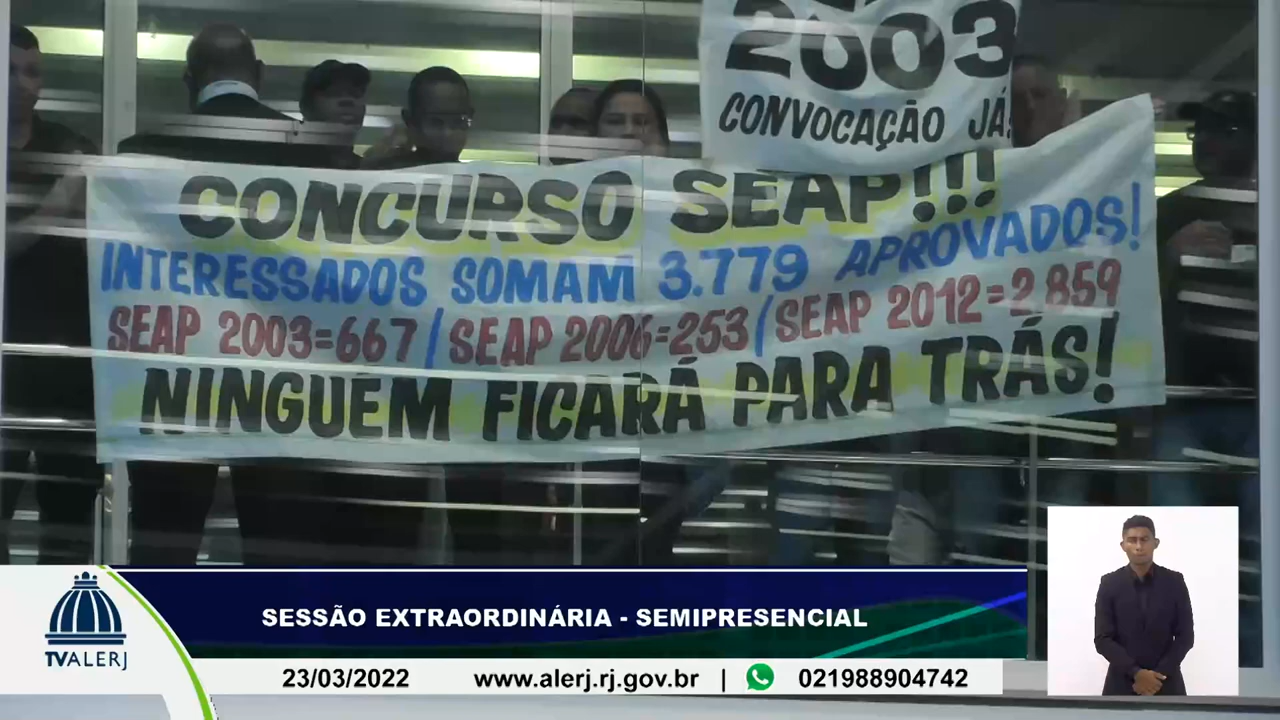 2003
CONVOCAÇÃO JÁ!
CONCURSO SEAP!!!
INTERESSADOS SOMAM 3.779 APROVADOS!
SEAP 2003=667/SEAP 2006=253/SEAP 2012=2.859
NINGUÉM FICARÁ PARA TRÁS!
SESSÃO EXTRAORDINÁRIA - SEMIPRESENCIAL
TVALERJ
23/03/2022 www.alerj.rj.gov.br | 021988904742